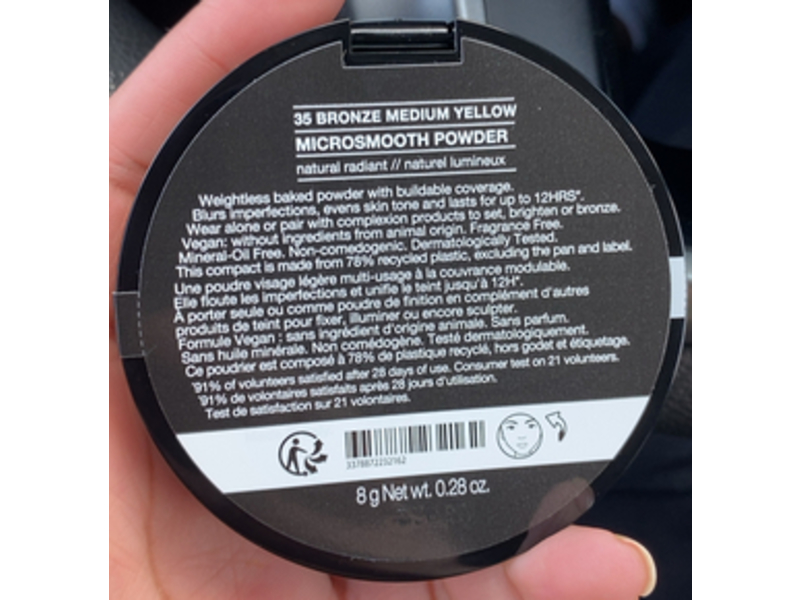 35 BRONZE MEDIUM YELLOW
MICROSMOOTH POWDER
natural radiant // naturel lumineux
Weightless baked powder with buildable coverage.
Blurs imperfections, evens skin tone and lasts for up to 12HRS*.
Wear alone or pair with complexion products to set, brighten or bronze.
Vegan: without ingredients from animal origin. Fragrance Free.
Mineral-Oil Free. Non-comedogenic. Dermatologically Tested.
This compact is made from 78% recycled plastic, excluding the pan and label.
Une poudre visage légère multi-usage à la couvrance modulable.
Elle floute les imperfections et unifie le teint jusqu'à 12H*.
À porter seule ou comme poudre de finition en complément d'autres
produits de teint pour fixer, illuminer ou encore sculpter.
Formule Vegan : sans ingrédient d'origine animale. Sans parfum.
Sans huile minérale. Non comédogène. Testé dermatologiquement.
Ce poudrier est composé à 78% de plastique recyclé, hors godet et étiquetage.
*91% of volunteers satisfied after 28 days of use. Consumer test on 21 volunteers.
*91% de volontaires satisfaits après 28 jours d'utilisation.
Test de satisfaction sur 21 volontaires.
3378872252162
8 g Net wt. 0.28 oz.